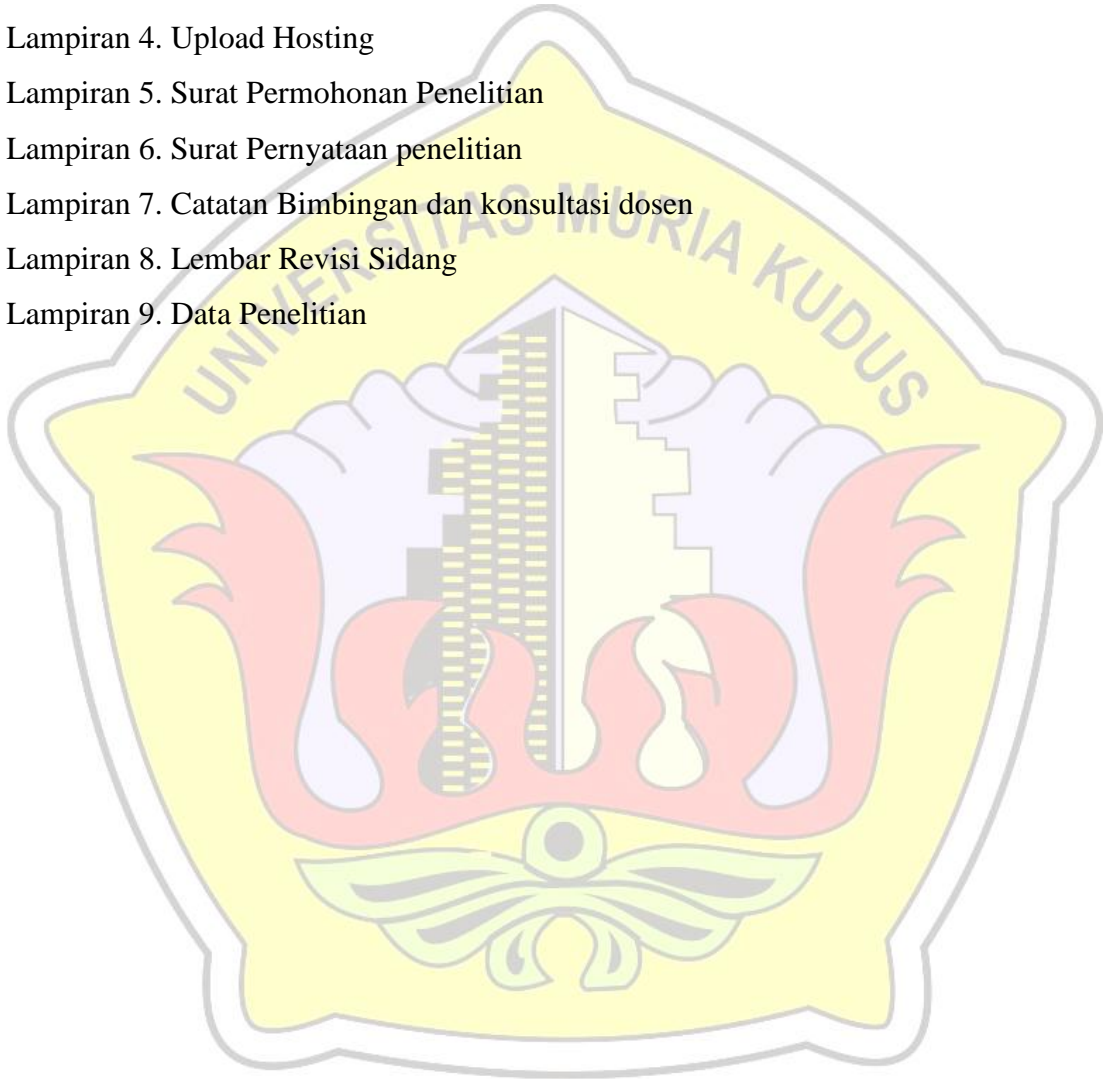 Lampiran 4. Upload Hosting
Lampiran 5. Surat Permohonan Penelitian
Lampiran 6. Surat Pernyataan penelitian
Lampiran 7. Catatan Bimbingan dan konsultasi dosen
Lampiran 8. Lembar Revisi Sidang
Lampiran 9. Data Penelitian
UNIVERSITAS MURIA KUDUS